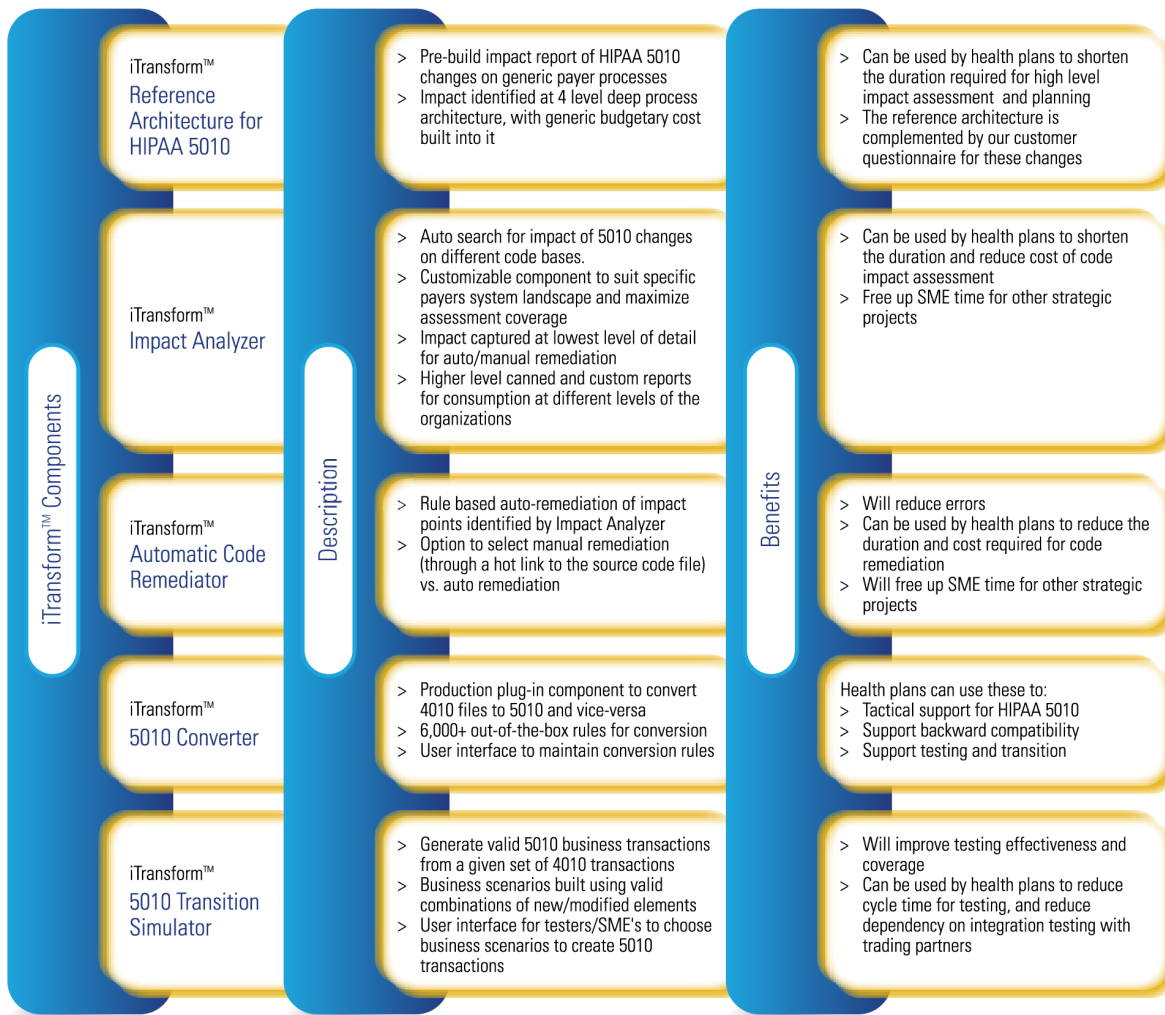 iTransform™ Components
iTransform™
Reference
Architecture for
HIPAA 5010
iTransform™
Impact Analyzer
iTransform™
Automatic Code
Remediator
iTransform™
5010 Converter
iTransform™
5010 Transition
Simulator
Description
> Pre-build impact report of HIPAA 5010
changes on generic payer processes
> Impact identified at 4 level deep process
architecture, with generic budgetary cost
built into it
> Auto search for impact of 5010 changes
on different code bases.
> Customizable component to suit specific
payers system landscape and maximize
assessment coverage
> Impact captured at lowest level of detail
for auto/manual remediation
> Higher level canned and custom reports
for consumption at different levels of the
organizations
> Rule based auto-remediation of impact
points identified by Impact Analyzer
> Option to select manual remediation
(through a hot link to the source code file)
vs. auto remediation
> Production plug-in component to convert
4010 files to 5010 and vice-versa
> 6,000+ out-of-the-box rules for conversion
> User interface to maintain conversion rules
> Generate valid 5010 business transactions
from a given set of 4010 transactions
> Business scenarios built using valid
combinations of new/modified elements
> User interface for testers/SME's to choose
business scenarios to create 5010
transactions
Benefits
> Can be used by health plans to shorten
the duration required for high level
impact assessment and planning
> The reference architecture is
complemented by our customer
questionnaire for these changes
> Can be used by health plans to shorten
the duration and reduce cost of code
impact assessment
> Free up SME time for other strategic
projects
> Will reduce errors
> Can be used by health plans to reduce the
duration and cost required for code
remediation
> Will free up SME time for other strategic
projects
Health plans can use these to:
> Tactical support for HIPAA 5010
> Support backward compatibility
> Support testing and transition
> Will improve testing effectiveness and
coverage
> Can be used by health plans to reduce
cycle time for testing, and reduce
dependency on integration testing with
trading partners